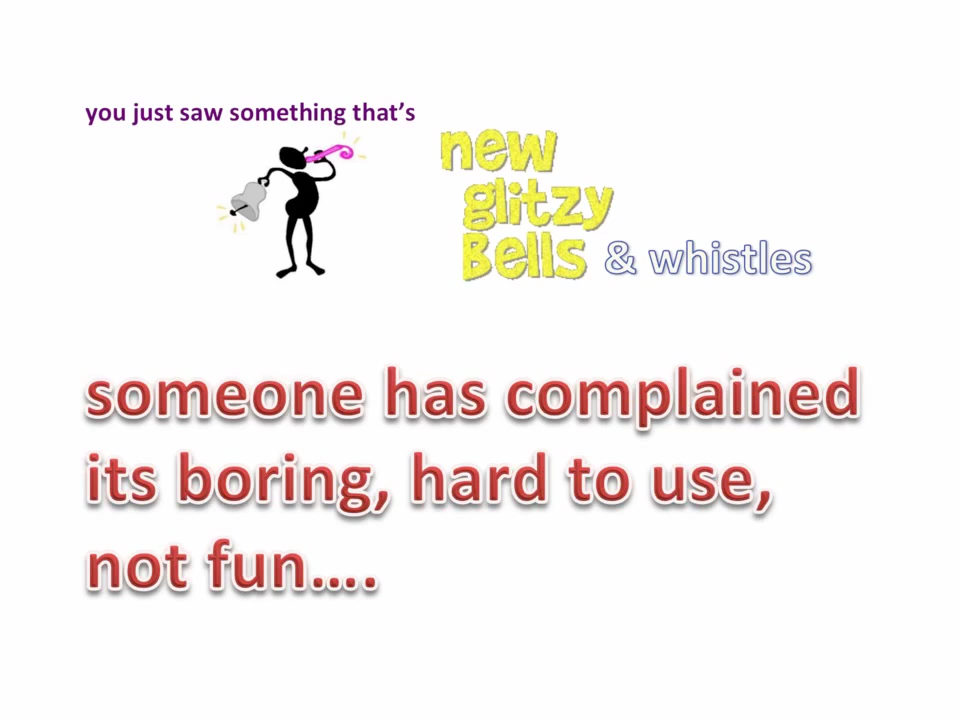 you just saw something that’s
new
glitzy
Bells & whistles
someone has complained
its boring, hard to use,
not fun….